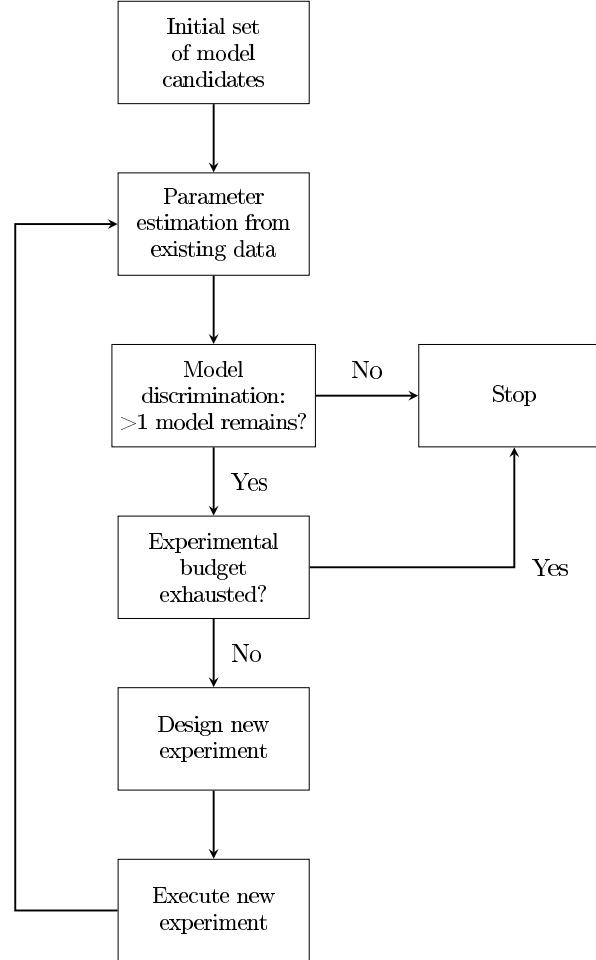 Initial set
of model
candidates
Parameter
estimation from
existing data
Model
discrimination:
>1 model remains?
No
Stop
Yes
Experimental
budget
exhausted?
Yes
No
Design new
experiment
Execute new
experiment